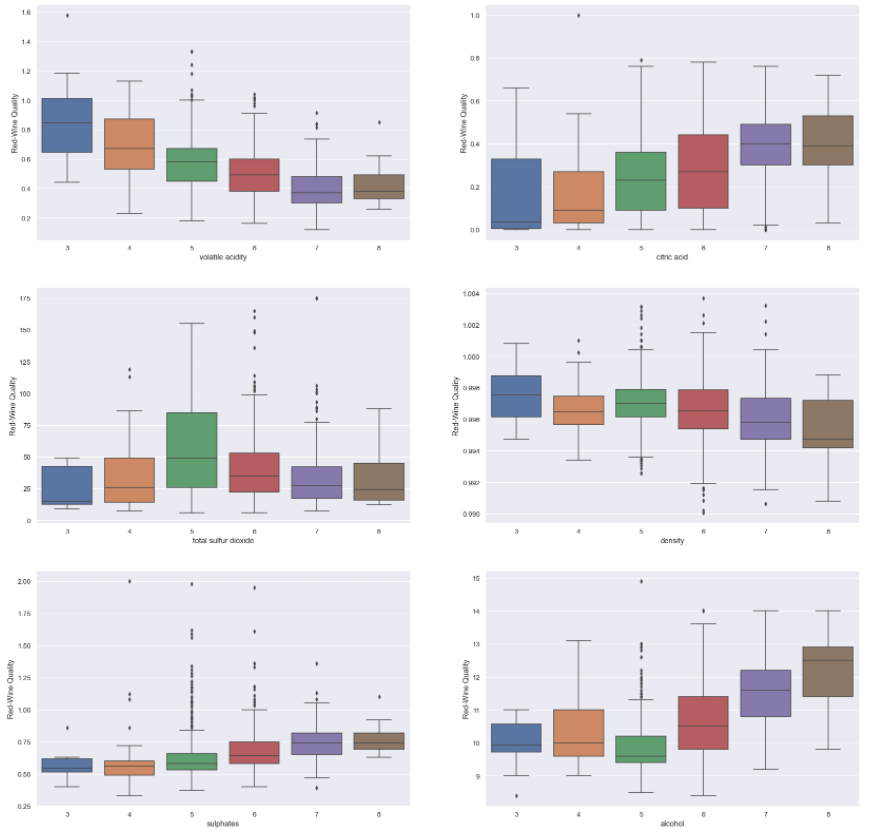 1.6
1.4
1.2
1.0
0.8
0.6
0.4
0.2
Red-Wine Quality
3 4 5 6 7 8
volatile acidity
1.0
0.8
0.6
0.4
0.2
0.0
Red-Wine Quality
3 4 5 6 7 8
citric acid
175
150
125
100
75
50
25
0
Red-Wine Quality
3 4 5 6 7 8
total sulfur dioxide
1.004
1.002
1.000
0.998
0.996
0.994
0.992
0.990
Red-Wine Quality
3 4 5 6 7 8
density
2.00
1.75
1.50
1.25
1.00
0.75
0.50
0.25
Red-Wine Quality
3 4 5 6 7 8
sulphates
15
14
13
12
11
10
9
Red-Wine Quality
3 4 5 6 7 8
alcohol